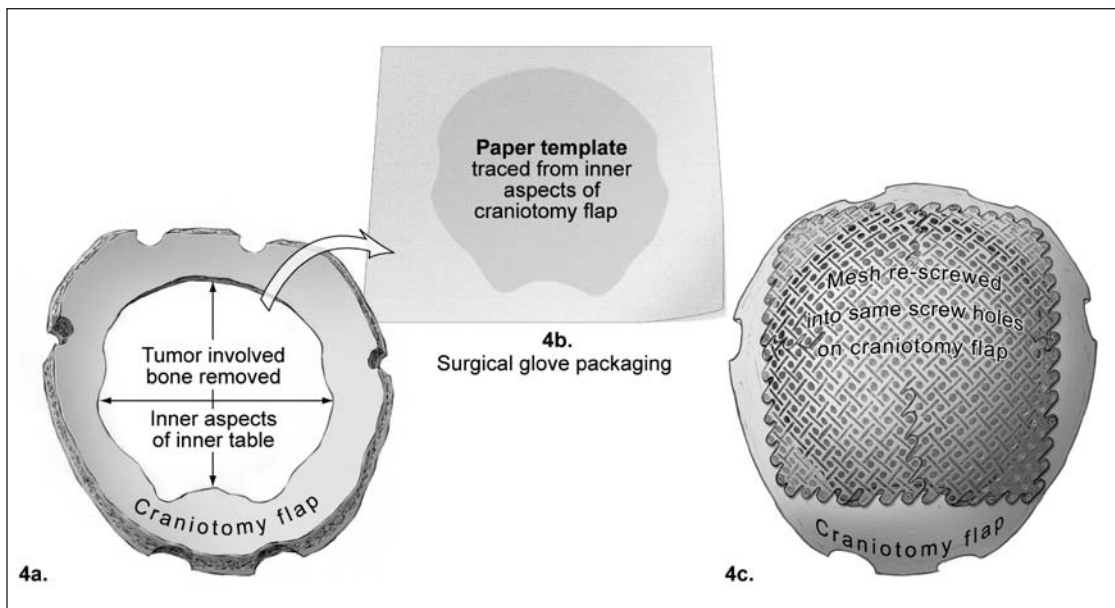 Tumor involved
bone removed
Inner aspects
of inner table
Craniotomy flap
4a.
Paper template
traced from inner
aspects of
craniotomy flap
4b.
Surgical glove packaging
Mesh re-screwed
into same screw holes
on craniotomy flap
Craniotomy flap
4c.